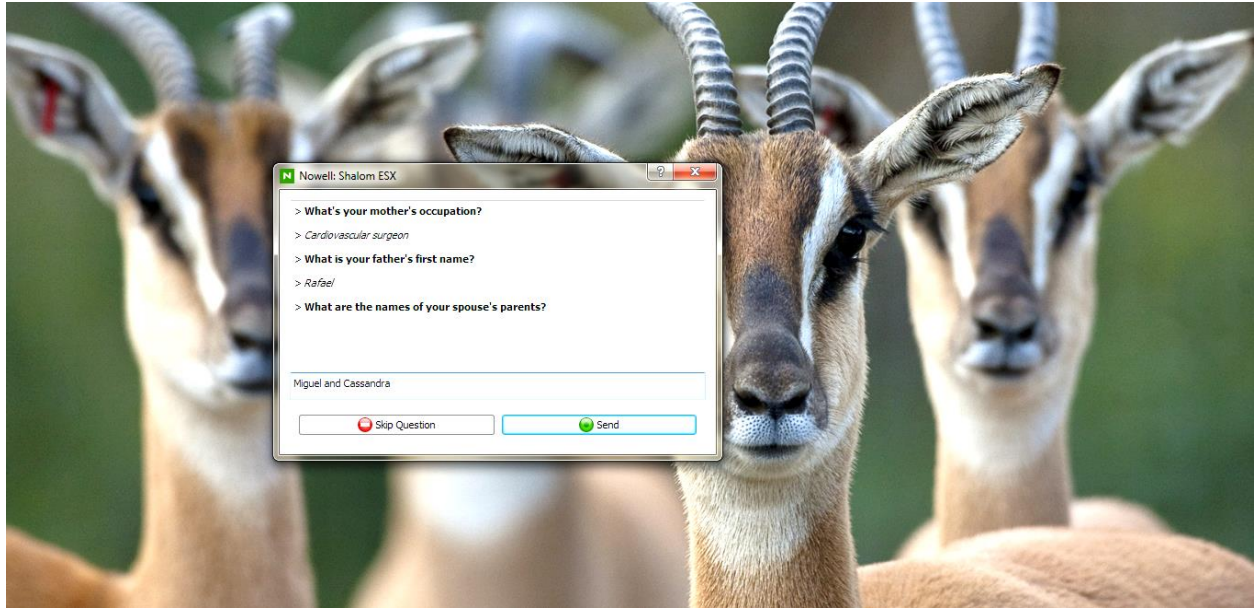 N Nowell: Shalom ESX ? X
> What's your mother's occupation?
> Cardiovascular surgeon
> What is your father's first name?
> Rafael
> What are the names of your spouse's parents?
Miguel and Cassandra
Skip Question Send